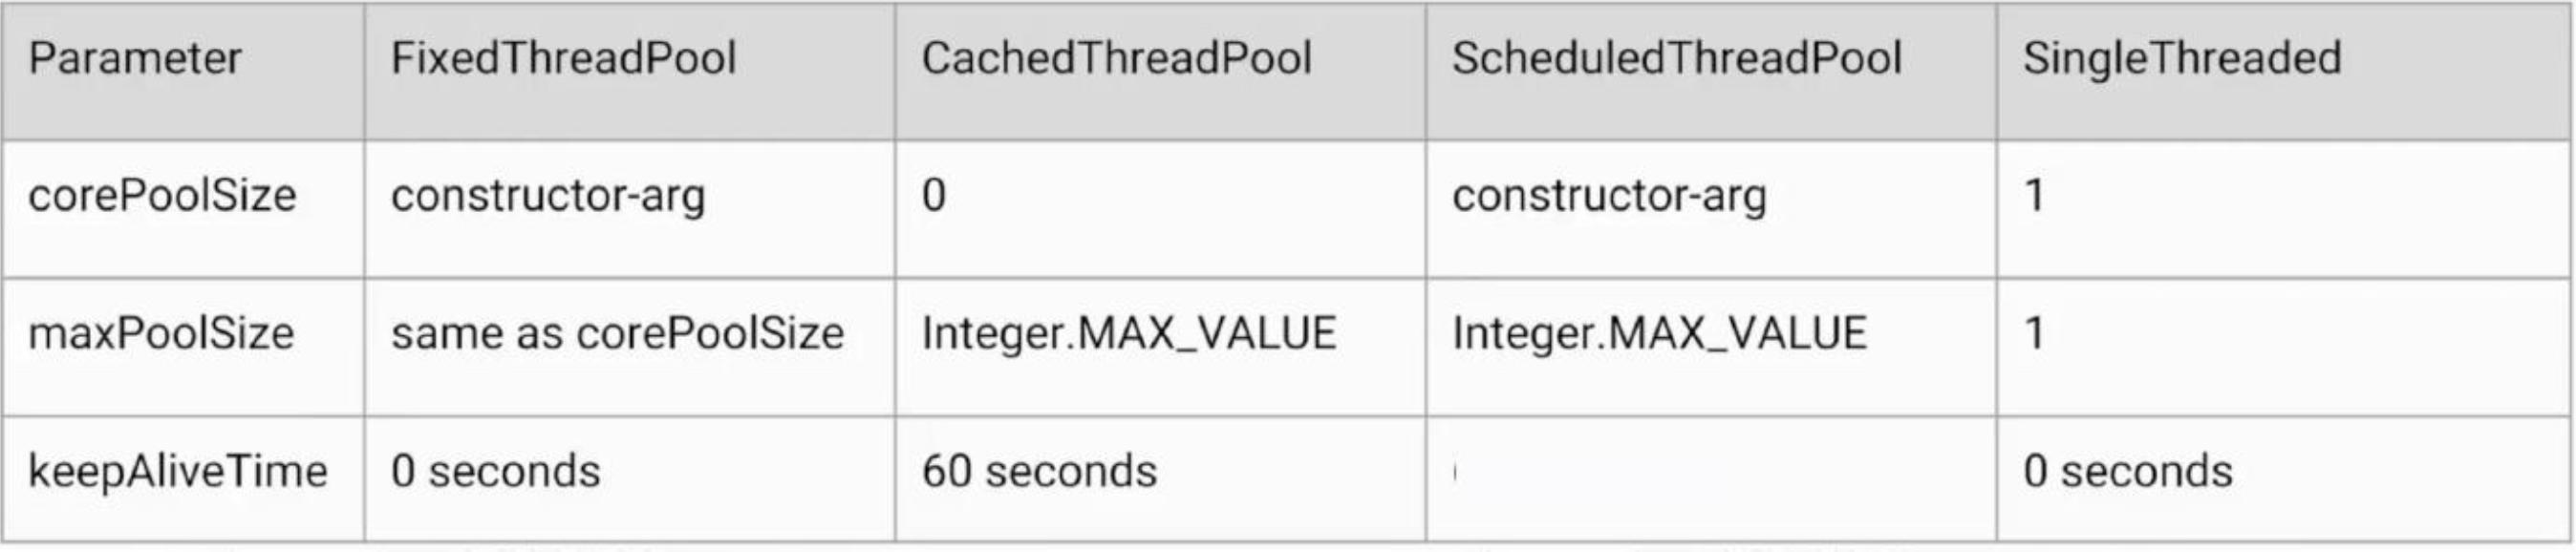 Parameter FixedThreadPool CachedThreadPool ScheduledThreadPool SingleThreaded
corePoolSize constructor-arg 0 constructor-arg 1
maxPoolSize same as corePoolSize Integer.MAX_VALUE Integer.MAX_VALUE 1
keepAliveTime 0 seconds 60 seconds 0 seconds